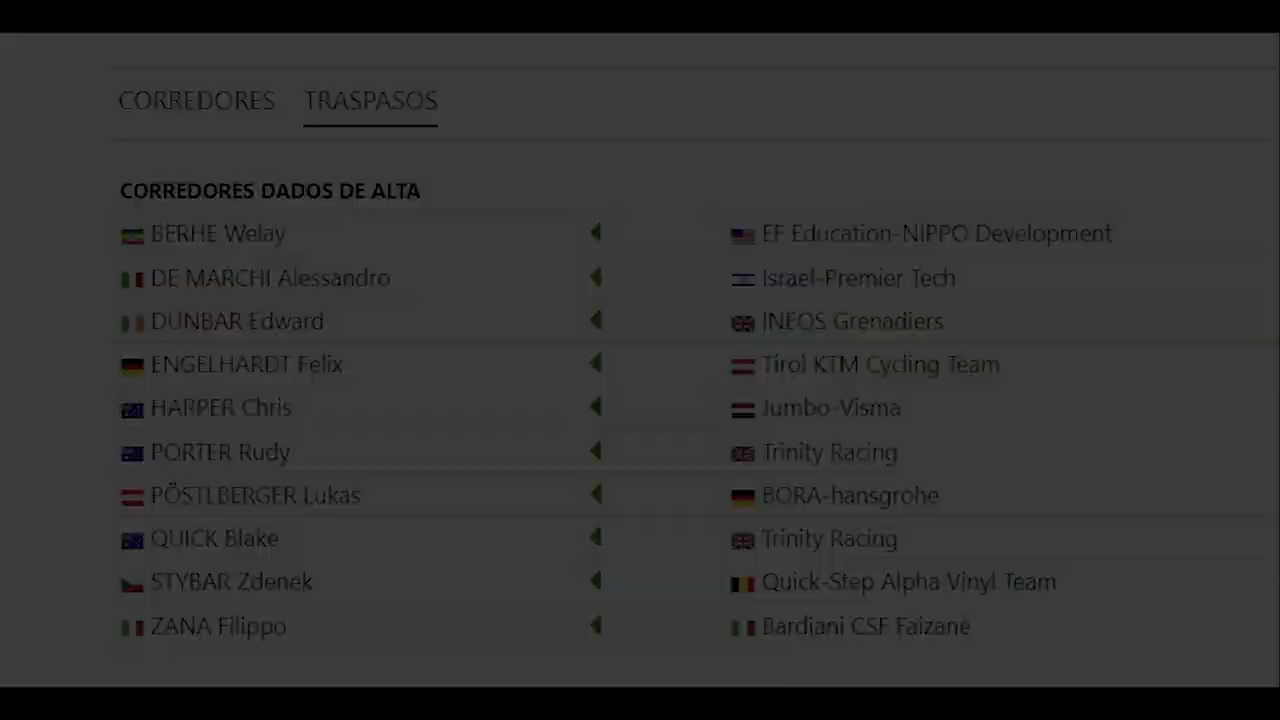 CORREDORES TRASPASOS
CORREDORES DADOS DE ALTA
BERHE Welay EF Education-NIPPO Development
DE MARCHI Alessandro Israel-Premier Tech
DUNBAR Edward INEOS Grenadiers
ENGELHARDT Felix Tirol KTM Cycling Team
HARPER Chris Jumbo-Visma
PORTER Rudy Trinity Racing
PÖSTLBERGER Lukas BORA-hansgrohe
QUICK Blake Trinity Racing
STYBAR Zdenek Quick-Step Alpha Vinyl Team
ZANA Filippo Bardiani CSF Faizanè